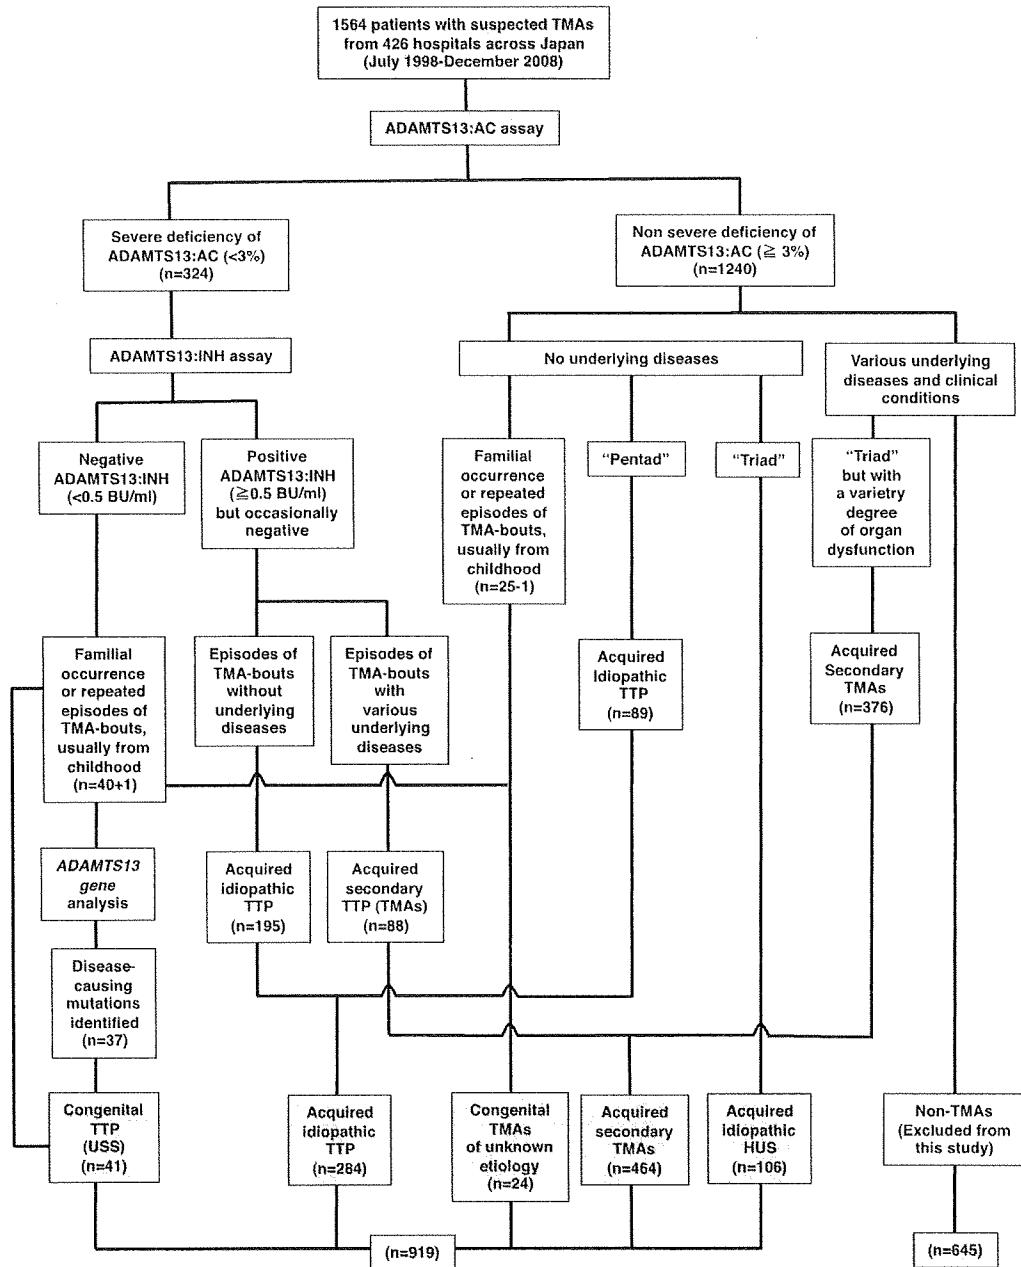 1564 patients with suspected TMAs
from 426 hospitals across Japan
(July 1998-December 2008)
ADAMTS13:AC assay
Severe deficiency of
ADAMTS13:AC (<3%)
(n=324)
Non severe deficiency of
ADAMTS13:AC (≧ 3%)
(n=1240)
ADAMTS13:INH assay
No underlying diseases
Various underlying
diseases and clinical
conditions
Negative
ADAMTS13:INH
(<0.5 BU/ml)
Positive
ADAMTS13:INH
(≧0.5 BU/ml)
but occasionally
negative
Familial
occurrence
or repeated
episodes of
TMA-bouts,
usually from
childhood
(n=25-1)
“Pentad”
“Triad”
“Triad”
but with
a varietry
degree
of organ
dysfunction
Familial
occurrence
or repeated
episodes of
TMA-bouts,
usually from
childhood
(n=40+1)
Episodes of
TMA-bouts
without
underlying
diseases
Episodes of
TMA-bouts
with
various
underlying
diseases
Acquired
Idiopathic
TTP
(n=89)
Acquired
Secondary
TMAs
(n=376)
ADAMTS13
gene
analysis
Acquired
idiopathic
TTP
(n=195)
Acquired
secondary
TTP (TMAs)
(n=88)
Disease-
causing
mutations
identified
(n=37)
Congenital
TTP
(USS)
(n=41)
Acquired
idiopathic
TTP
(n=284)
Congenital
TMAs
of unknown
etiology
(n=24)
Acquired
secondary
TMAs
(n=464)
Acquired
idiopathic
HUS
(n=106)
Non-TMAs
(Excluded from
this study)
(n=919)
(n=645)